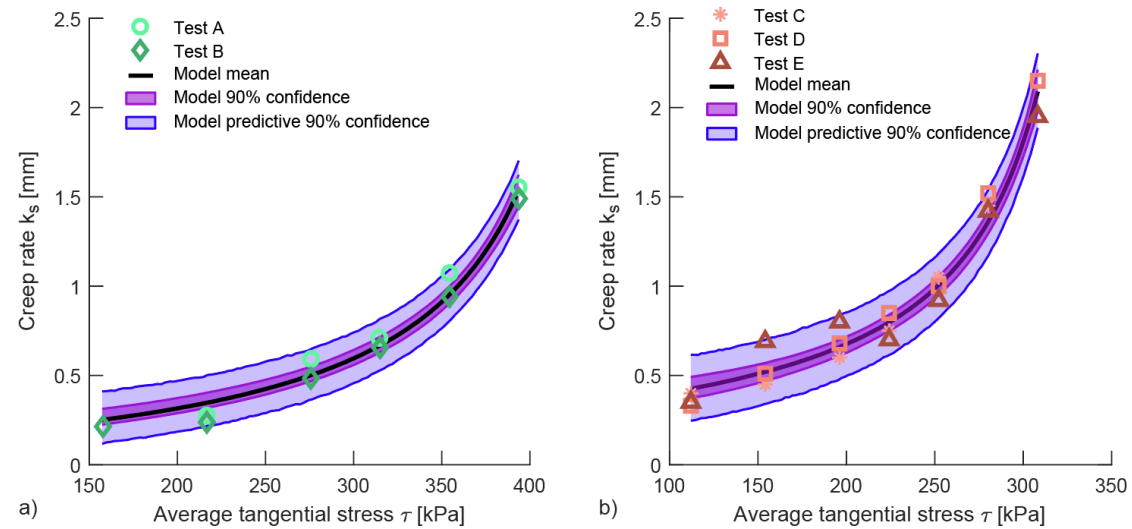 2.5
2
1.5
1
0.5
0
Creep rate kₛ [mm]
Test A
Test B
Model mean
Model 90% confidence
Model predictive 90% confidence
150 200 250 300 350 400
Average tangential stress τ [kPa]
a)
2.5
2
1.5
1
0.5
0
Creep rate kₛ [mm]
Test C
Test D
Test E
Model mean
Model 90% confidence
Model predictive 90% confidence
100 150 200 250 300 350
Average tangential stress τ [kPa]
b)